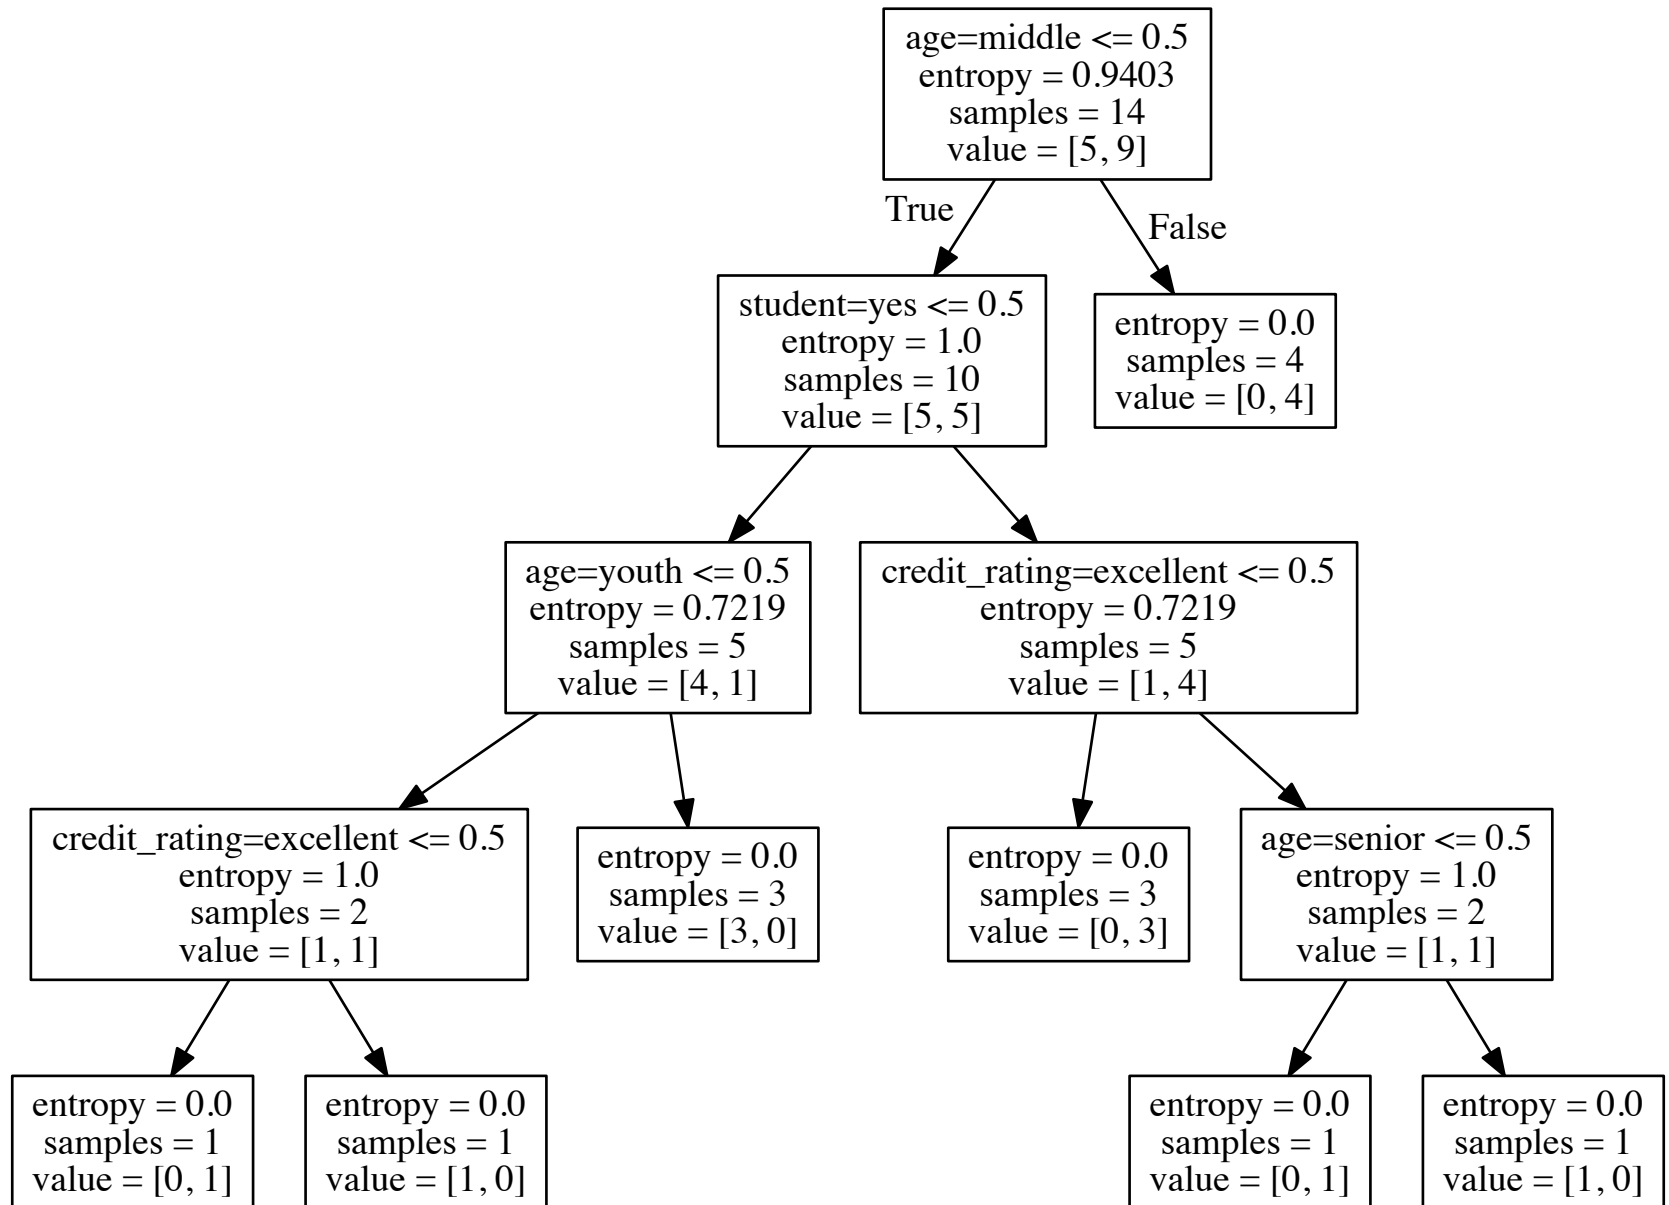 age=middle <= 0.5
entropy = 0.9403
samples = 14
value = [5, 9]
True
False
student=yes <= 0.5
entropy = 1.0
samples = 10
value = [5, 5]
entropy = 0.0
samples = 4
value = [0, 4]
age=youth <= 0.5
entropy = 0.7219
samples = 5
value = [4, 1]
credit_rating=excellent <= 0.5
entropy = 0.7219
samples = 5
value = [1, 4]
credit_rating=excellent <= 0.5
entropy = 1.0
samples = 2
value = [1, 1]
entropy = 0.0
samples = 3
value = [3, 0]
entropy = 0.0
samples = 3
value = [0, 3]
age=senior <= 0.5
entropy = 1.0
samples = 2
value = [1, 1]
entropy = 0.0
samples = 1
value = [0, 1]
entropy = 0.0
samples = 1
value = [1, 0]
entropy = 0.0
samples = 1
value = [0, 1]
entropy = 0.0
samples = 1
value = [1, 0]